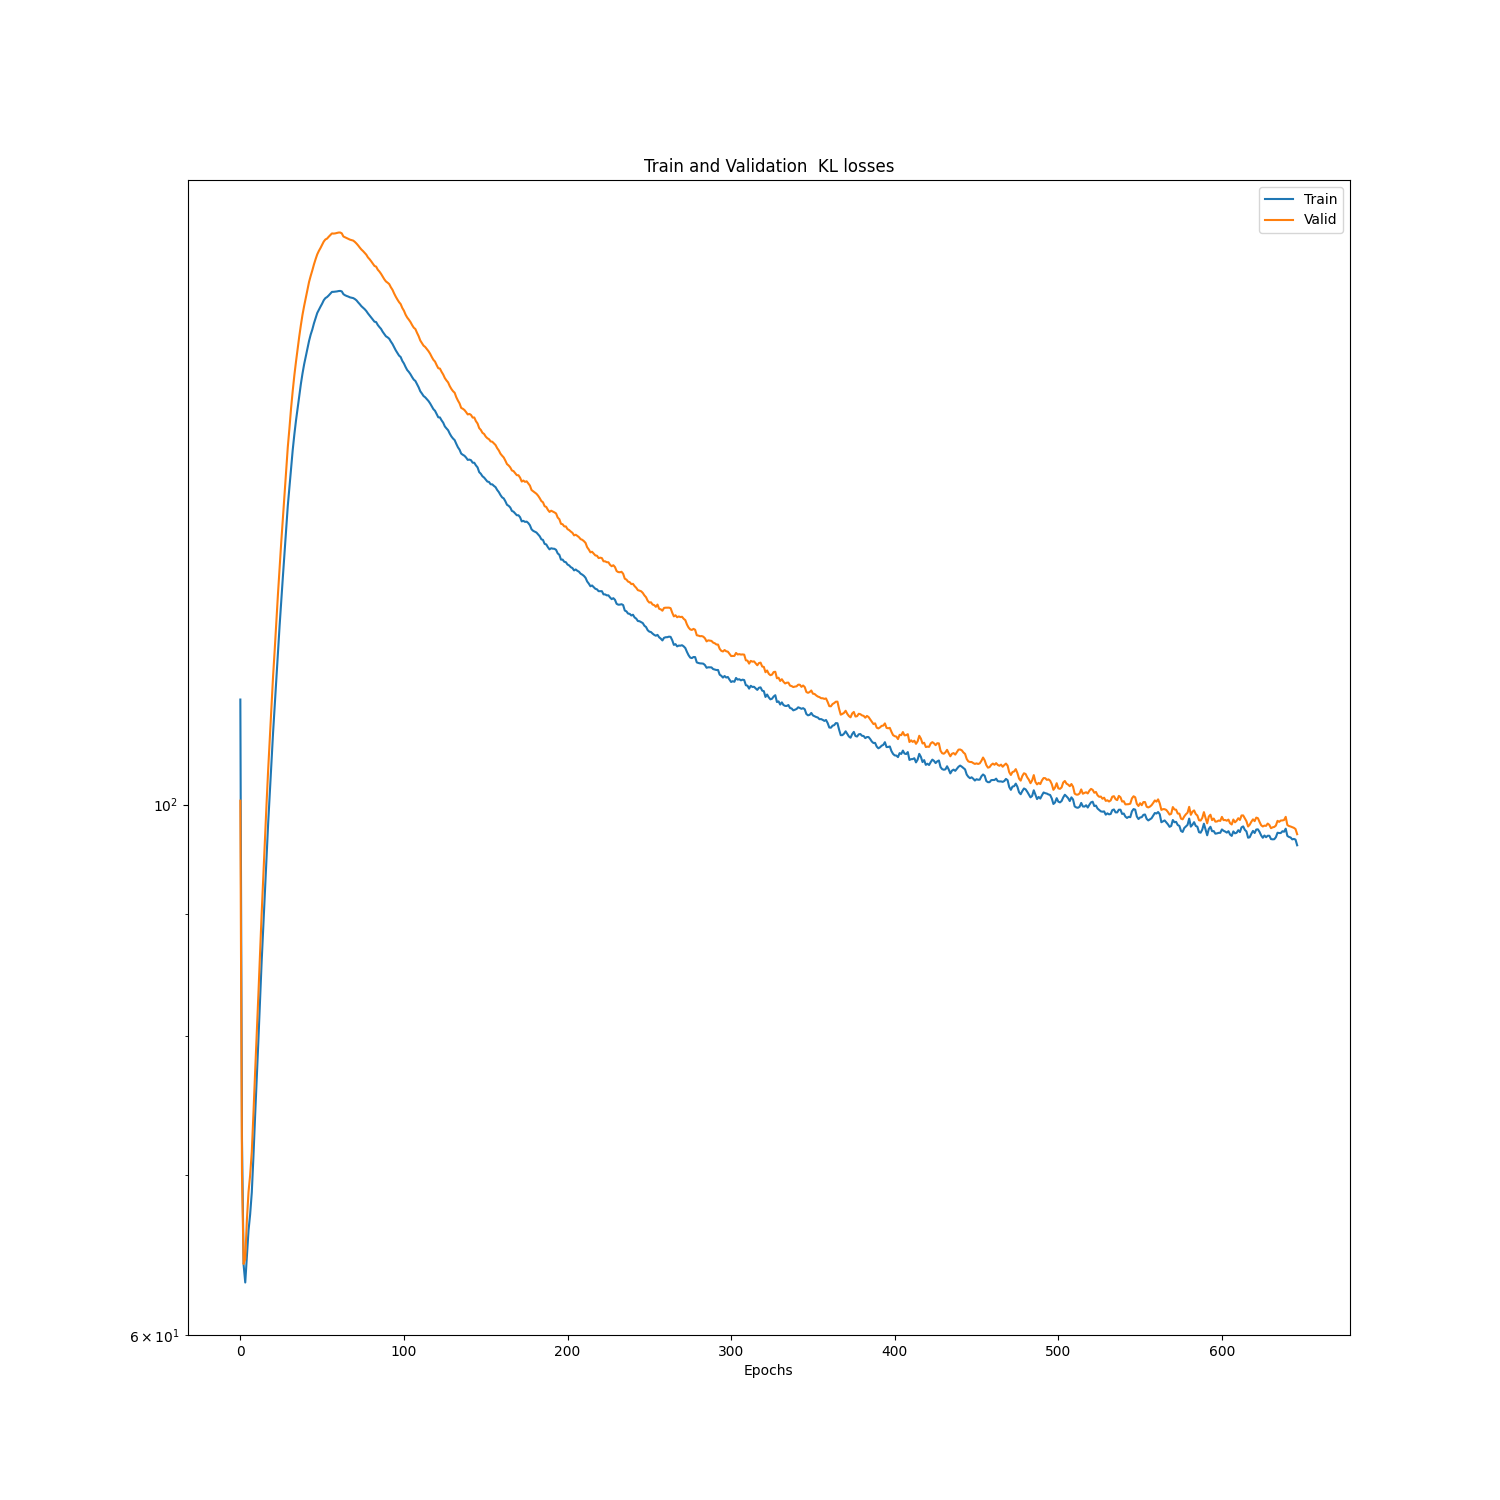 Train and Validation  KL losses
Train
Valid
10²
6 × 10¹
0 100 200 300 400 500 600
Epochs